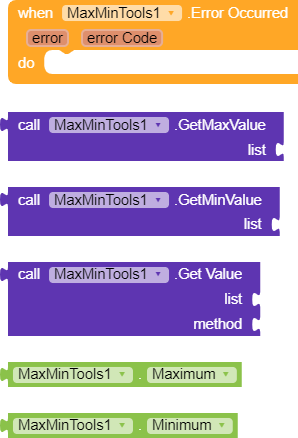 when MaxMinTools1 .Error Occurred
error error Code
do
call MaxMinTools1 .GetMaxValue
list
call MaxMinTools1 .GetMinValue
list
call MaxMinTools1 .Get Value
list
method
MaxMinTools1 . Maximum
MaxMinTools1 . Minimum